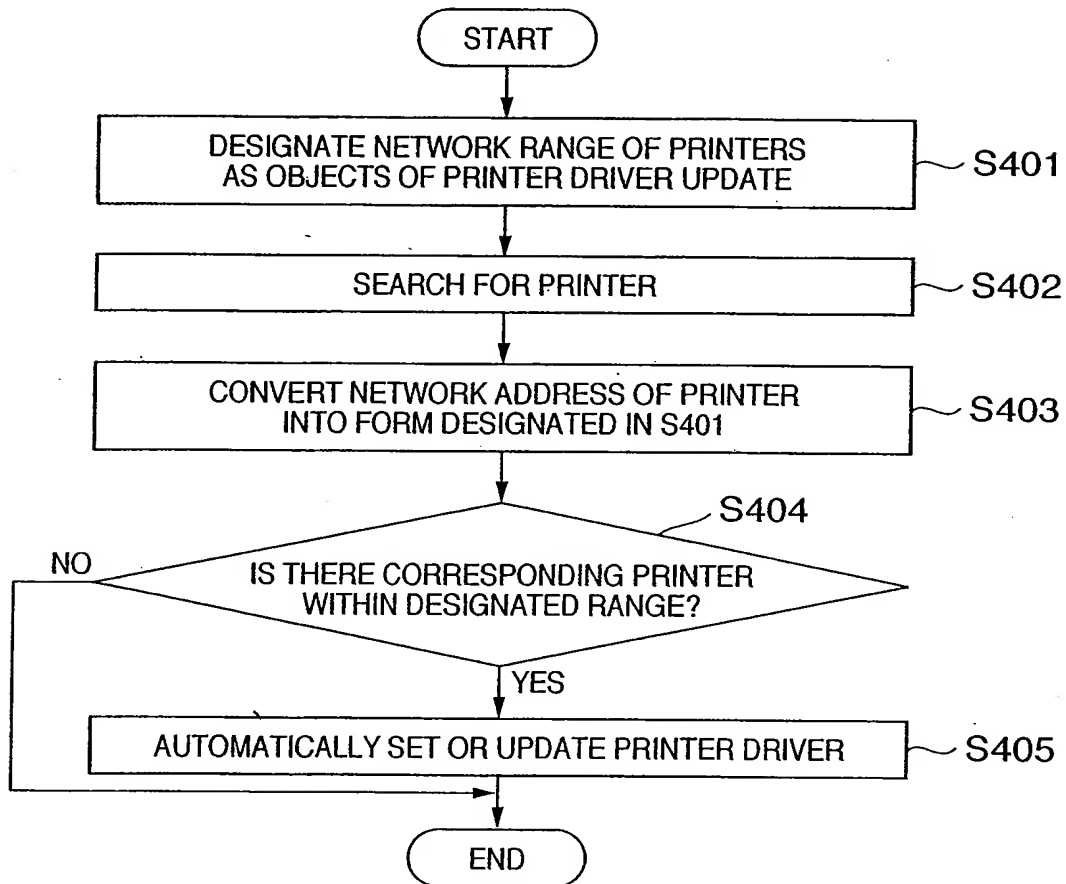 START
DESIGNATE NETWORK RANGE OF PRINTERS
AS OBJECTS OF PRINTER DRIVER UPDATE
S401
SEARCH FOR PRINTER
S402
CONVERT NETWORK ADDRESS OF PRINTER
INTO FORM DESIGNATED IN S401
S403
S404
NO
IS THERE CORRESPONDING PRINTER
WITHIN DESIGNATED RANGE?
YES
AUTOMATICALLY SET OR UPDATE PRINTER DRIVER
S405
END